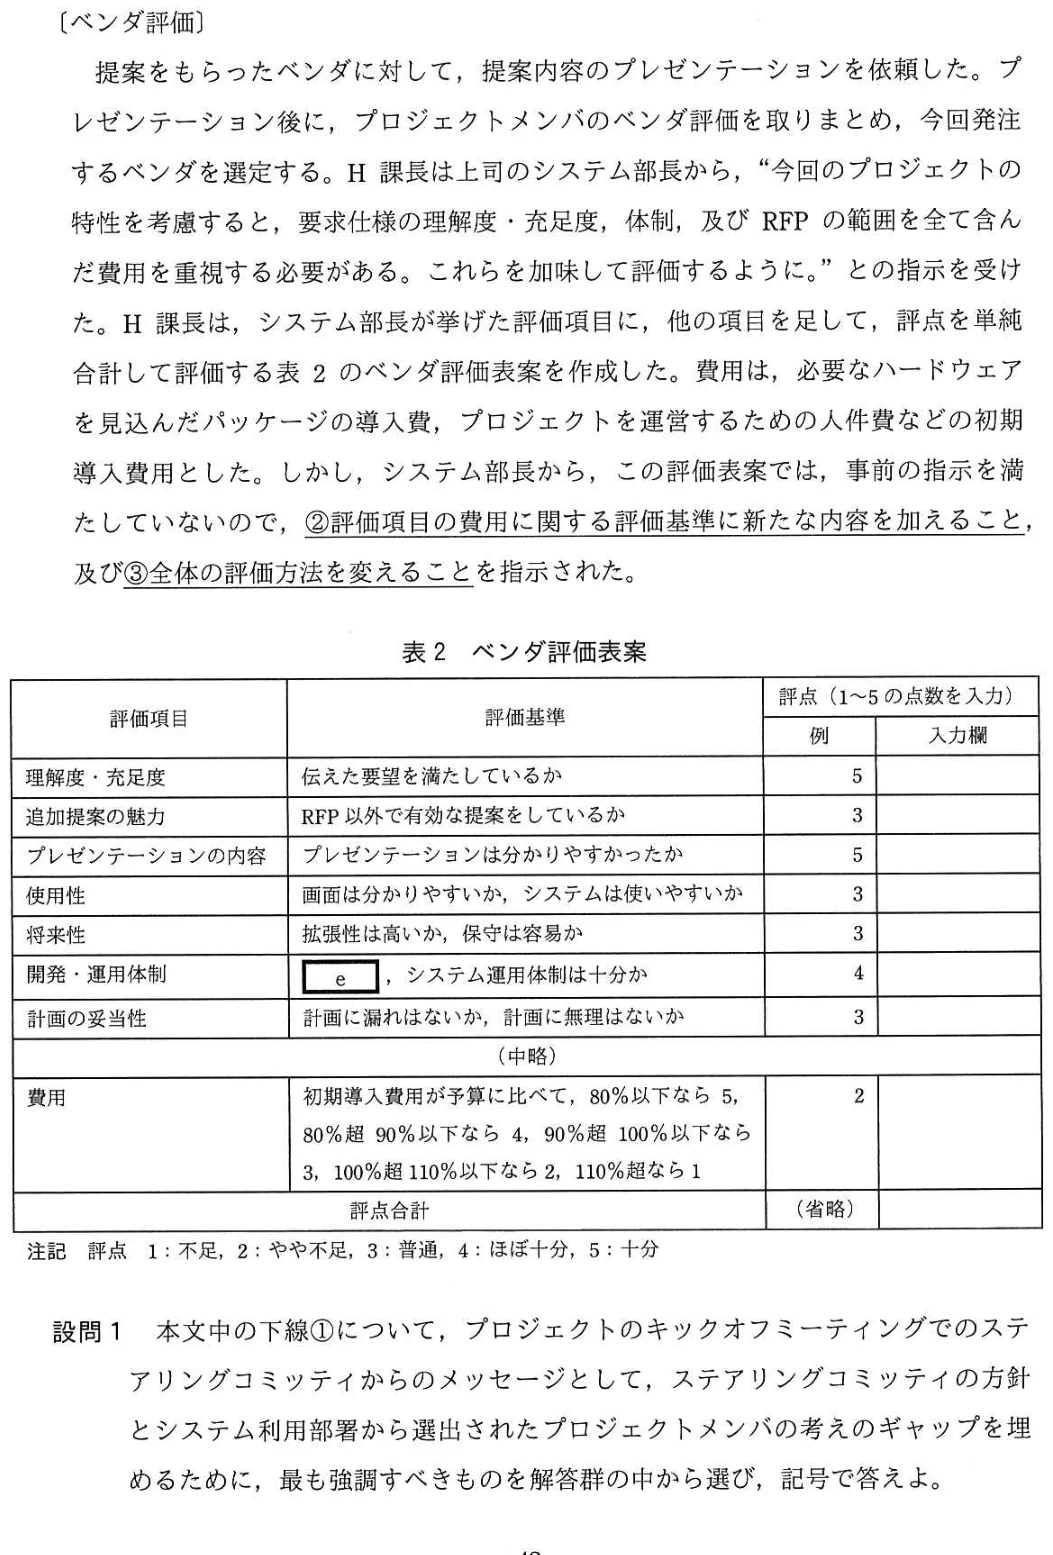 〔ベンダ評価〕
提案をもらったベンダに対して，提案内容のプレゼンテーションを依頼した。プ
レゼンテーション後に，プロジェクトメンバのベンダ評価を取りまとめ，今回発注
するベンダを選定する。H 課長は上司のシステム部長から，“今回のプロジェクトの
特性を考慮すると，要求仕様の理解度・充足度，体制，及び RFP の範囲を全て含ん
だ費用を重視する必要がある。これらを加味して評価するように。”との指示を受け
た。H 課長は，システム部長が挙げた評価項目に，他の項目を足して，評点を単純
合計して評価する表 2 のベンダ評価表案を作成した。費用は，必要なハードウェア
を見込んだパッケージの導入費，プロジェクトを運営するための人件費などの初期
導入費用とした。しかし，システム部長から，この評価表案では，事前の指示を満
たしていないので，②評価項目の費用に関する評価基準に新たな内容を加えること，
及び③全体の評価方法を変えることを指示された。
表 2 ベンダ評価表案
評価項目 評価基準 評点（1～5 の点数を入力）
例 入力欄
理解度・充足度 伝えた要望を満たしているか 5
追加提案の魅力 RFP 以外で有効な提案をしているか 3
プレゼンテーションの内容 プレゼンテーションは分かりやすかったか 5
使用性 画面は分かりやすいか，システムは使いやすいか 3
将来性 拡張性は高いか，保守は容易か 3
開発・運用体制 e ，システム運用体制は十分か 4
計画の妥当性 計画に漏れはないか，計画に無理はないか 3
（中略）
費用 初期導入費用が予算に比べて，80％以下なら 5， 2
80％超 90％以下なら 4，90％超 100％以下なら
3，100％超 110％以下なら 2，110％超なら 1
評点合計 （省略）
注記 評点 1：不足，2：やや不足，3：普通，4：ほぼ十分，5：十分
設問 1 本文中の下線①について，プロジェクトのキックオフミーティングでのステ
アリングコミッティからのメッセージとして，ステアリングコミッティの方針
とシステム利用部署から選出されたプロジェクトメンバの考えのギャップを埋
めるために，最も強調すべきものを解答群の中から選び，記号で答えよ。